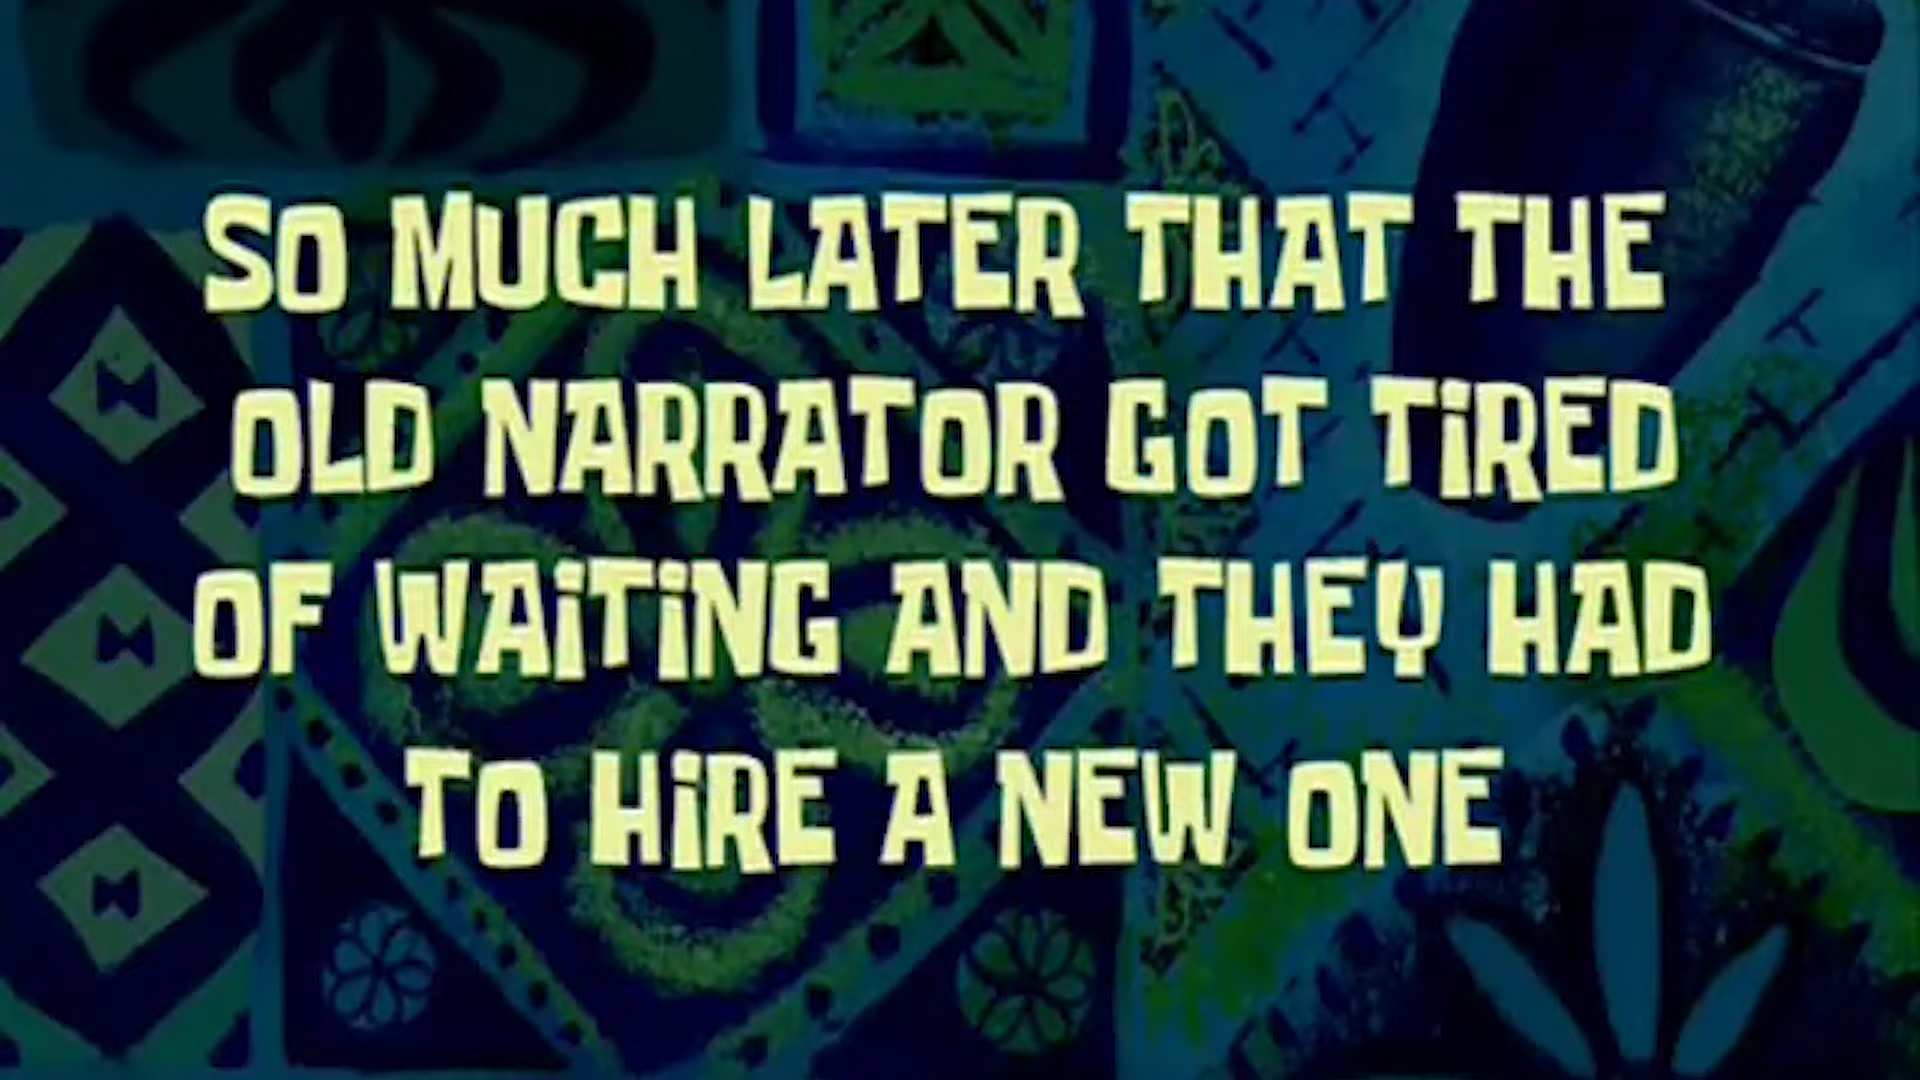 SO MUCH LATER THAT THE
OLD NARRATOR GOT TIRED
OF WAITING AND THEY HAD
TO HIRE A NEW ONE